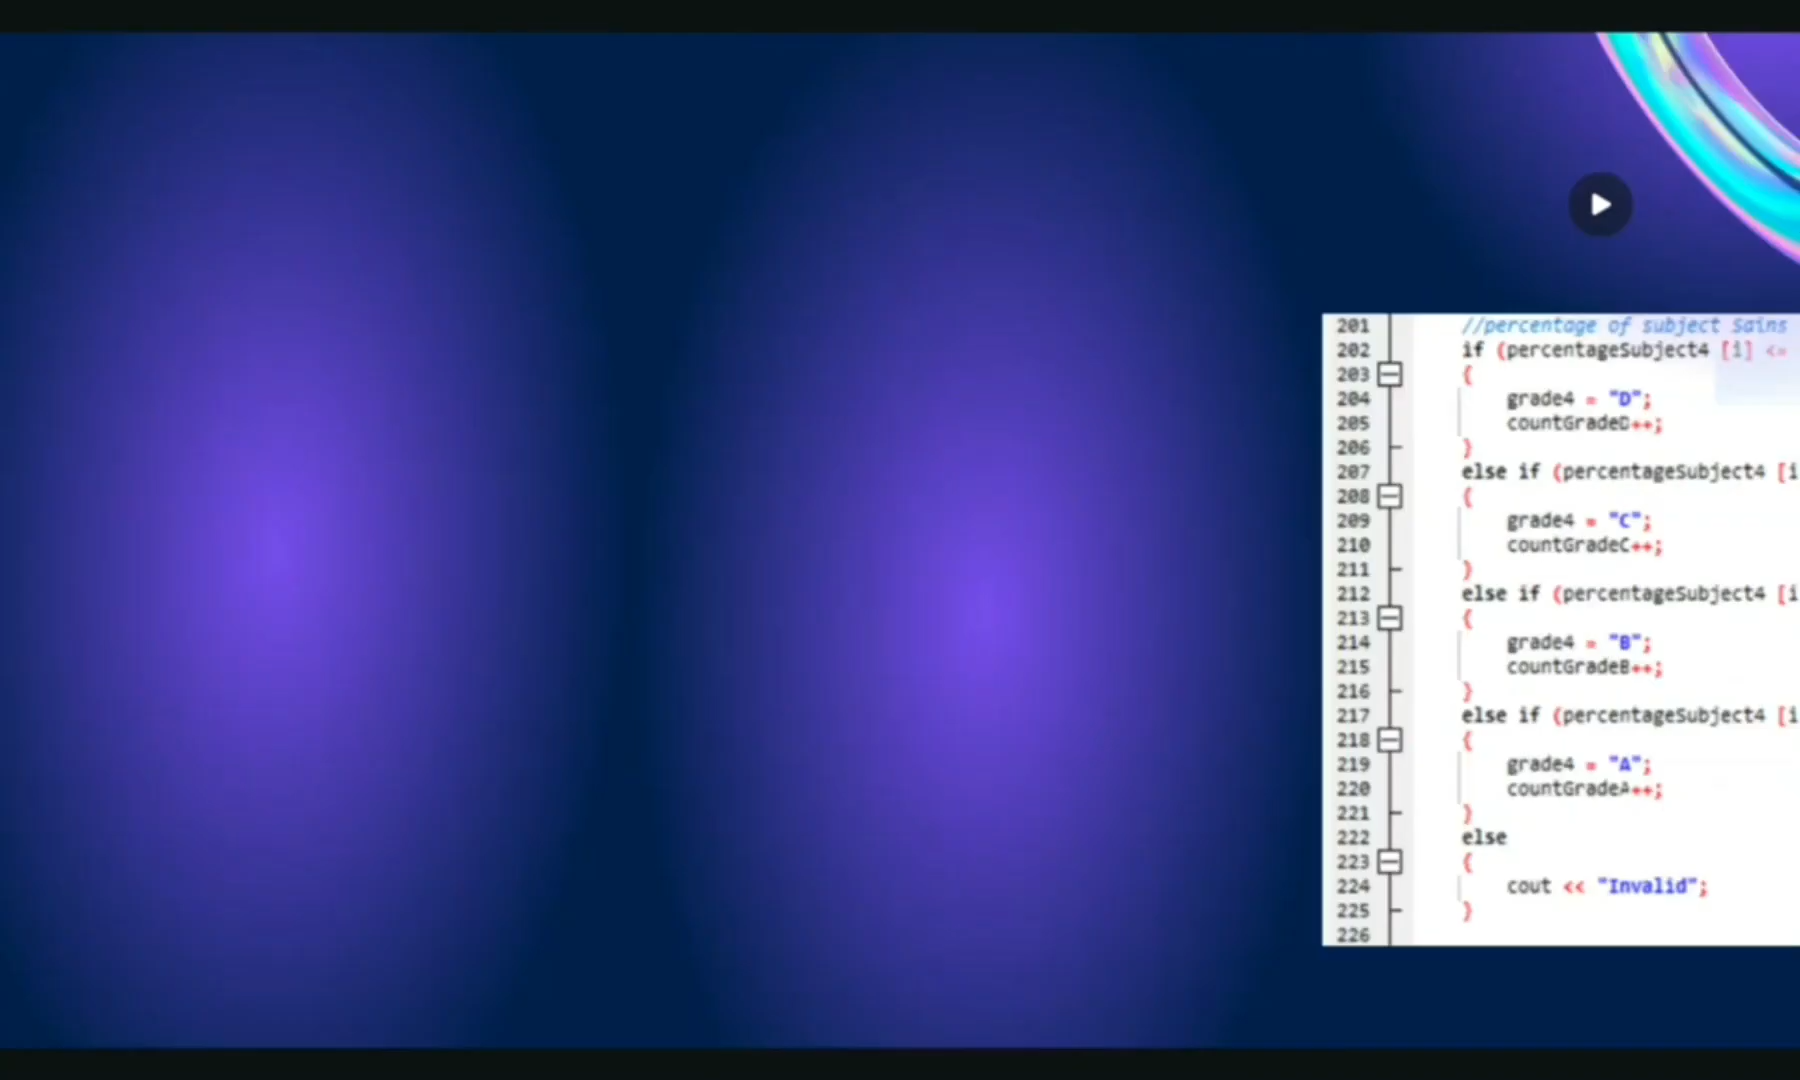 201 //percentage of subject Sains
202 if (percentageSubject4 [i] <=
203 {
204 grade4 = "D";
205 countGradeD++;
206 }
207 else if (percentageSubject4 [i
208 {
209 grade4 = "C";
210 countGradeC++;
211 }
212 else if (percentageSubject4 [i
213 {
214 grade4 = "B";
215 countGradeB++;
216 }
217 else if (percentageSubject4 [i
218 {
219 grade4 = "A";
220 countGradeA++;
221 }
222 else
223 {
224 cout << "Invalid";
225 }
226